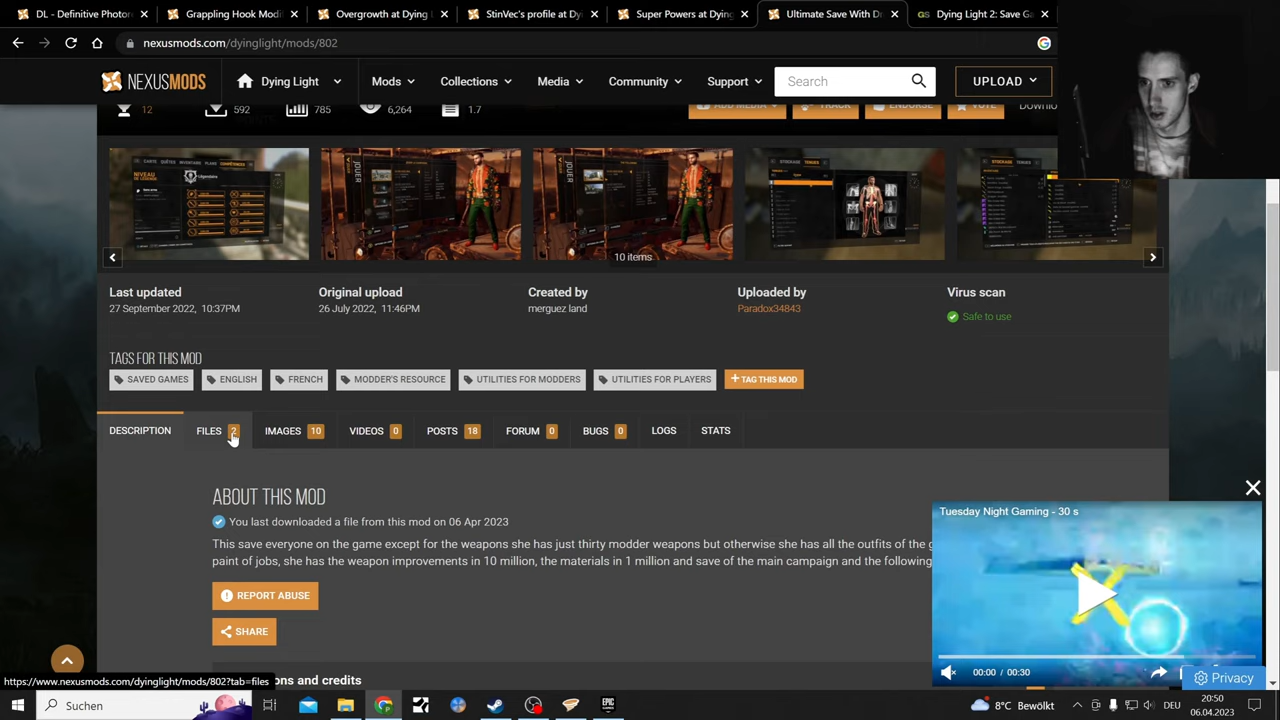 DL - Definitive Photor
Grappling Hook Modif
Overgrowth at Dying L
StinVec's profile at Dy
Super Powers at Dying
Ultimate Save With D
Dying Light 2: Save Ga
nexusmods.com/dyinglight/mods/802
NEXUSMODS
Dying Light
Mods
Collections
Media
Community
Support
Search
UPLOAD
12
592
785
6,264
1.7
ADD MEDIA
TRACK
ENDORSE
VOTE
10 items
Last updated
27 September 2022, 10:37PM
Original upload
26 July 2022, 11:46PM
Created by
merguez land
Uploaded by
Paradox34843
Virus scan
Safe to use
TAGS FOR THIS MOD
SAVED GAMES
ENGLISH
FRENCH
MODDER'S RESOURCE
UTILITIES FOR MODDERS
UTILITIES FOR PLAYERS
+ TAG THIS MOD
DESCRIPTION
FILES 2
IMAGES 10
VIDEOS 0
POSTS 18
FORUM 0
BUGS 0
LOGS
STATS
ABOUT THIS MOD
You last downloaded a file from this mod on 06 Apr 2023
This save everyone on the game except for the weapons she has just thirty modder weapons but otherwise she has all the outfits of the g
paint of jobs, she has the weapon improvements in 10 million, the materials in 1 million and save of the main campaign and the following
REPORT ABUSE
SHARE
Tuesday Night Gaming - 30 s
00:00 / 00:30
Privacy
https://www.nexusmods.com/dyinglight/mods/802?tab=files
ons and credits
Suchen
8°C Bewölkt
DEU
20:50
06.04.2023